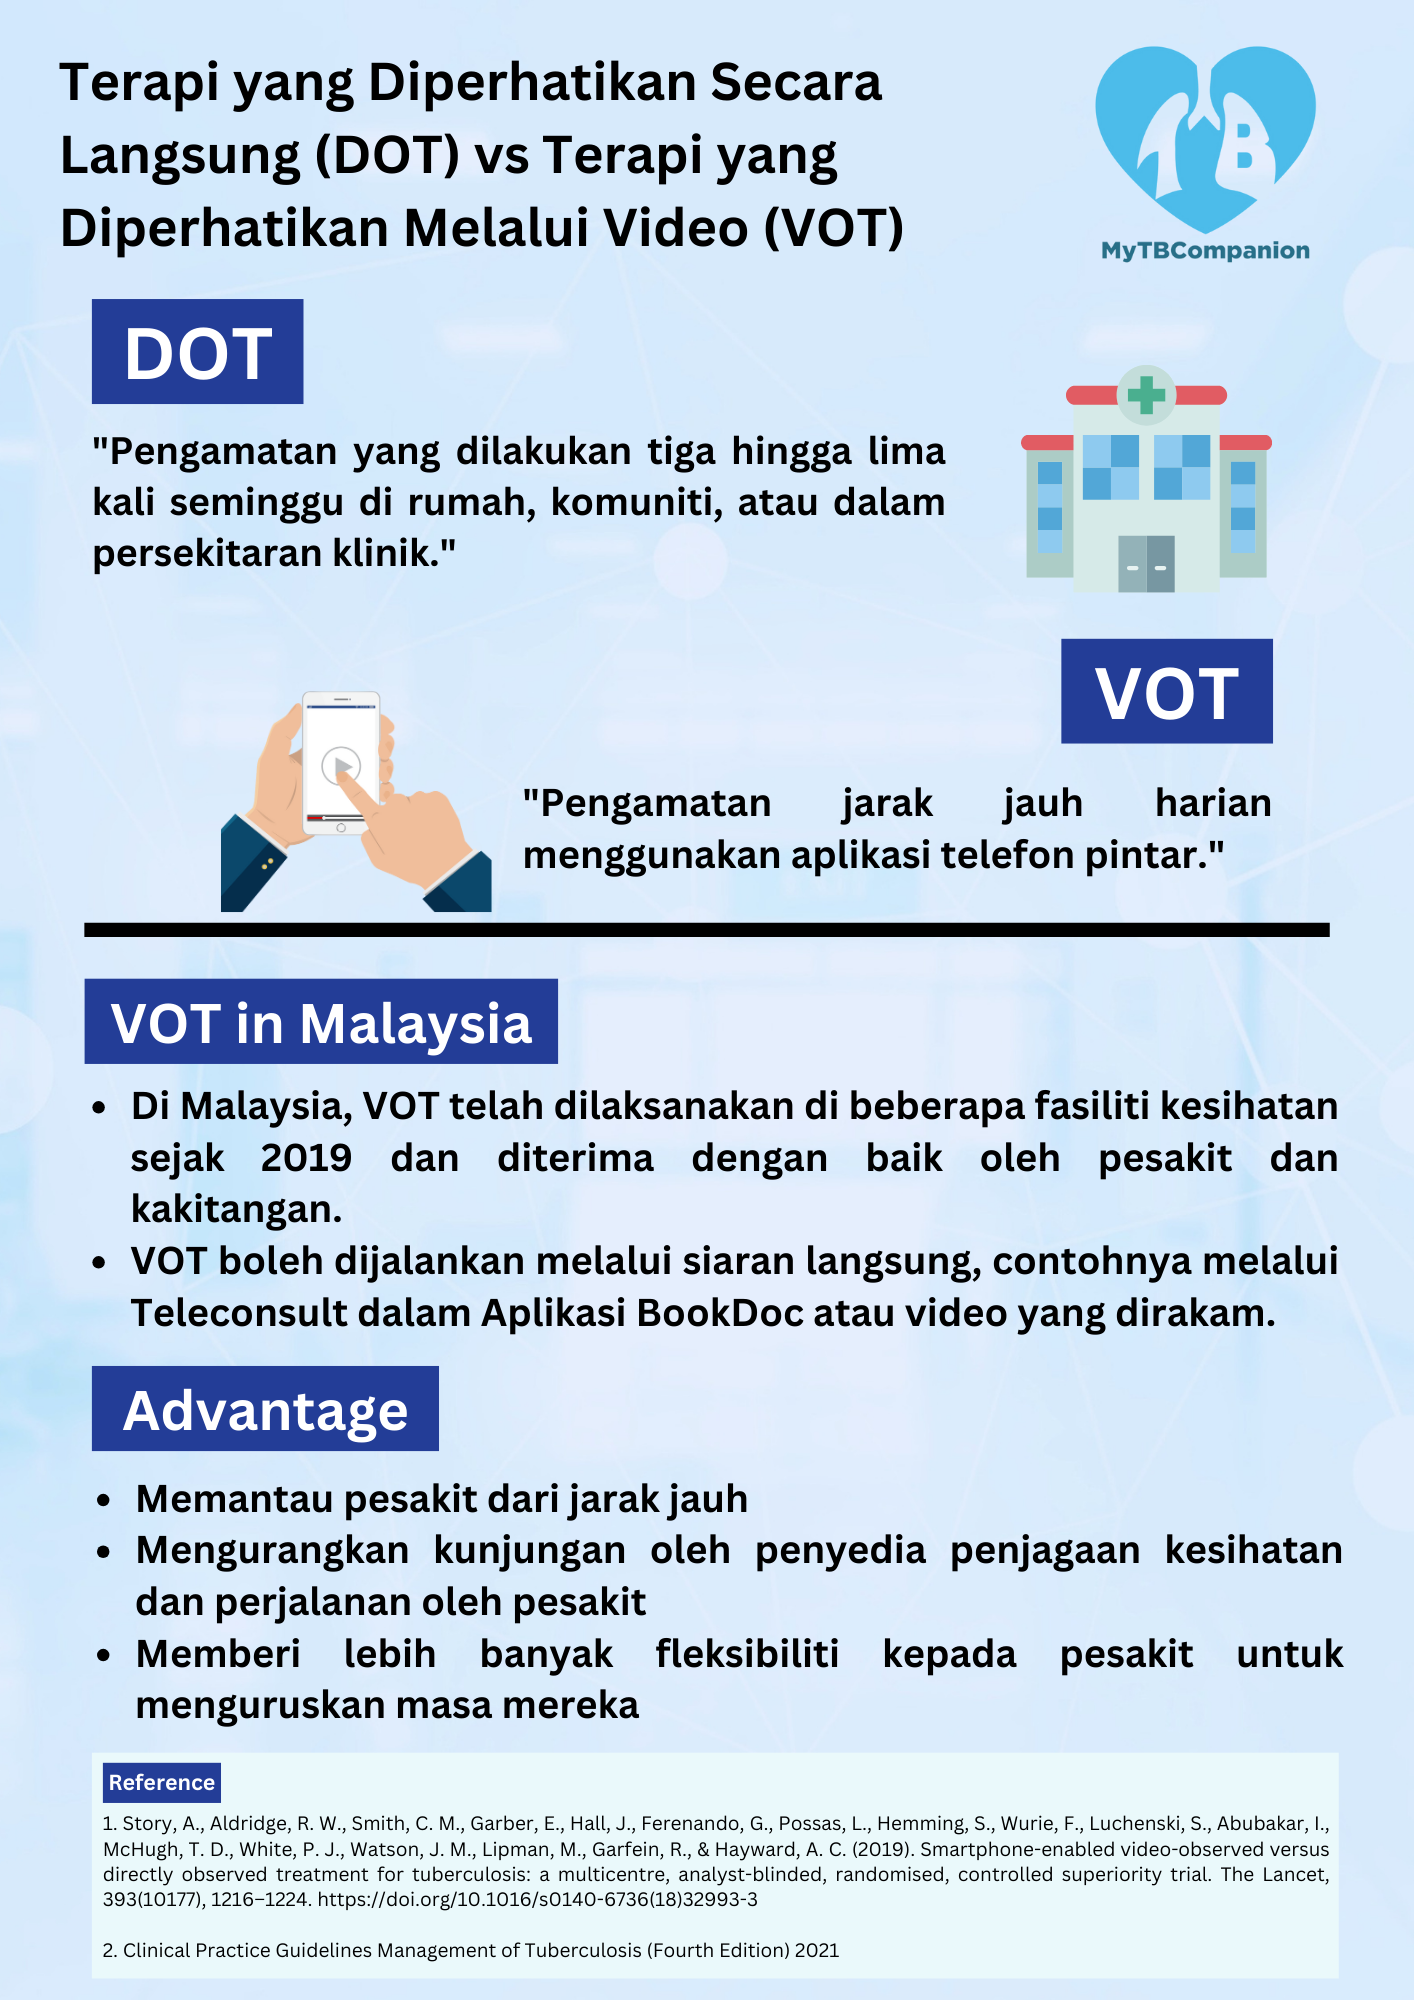 Terapi yang Diperhatikan Secara
Langsung (DOT) vs Terapi yang
Diperhatikan Melalui Video (VOT)
TB
MyTBCompanion
DOT
"Pengamatan yang dilakukan tiga hingga lima
kali seminggu di rumah, komuniti, atau dalam
persekitaran klinik."
VOT
"Pengamatan jarak jauh harian
menggunakan aplikasi telefon pintar."
VOT in Malaysia
• Di Malaysia, VOT telah dilaksanakan di beberapa fasiliti kesihatan
sejak 2019 dan diterima dengan baik oleh pesakit dan
kakitangan.
• VOT boleh dijalankan melalui siaran langsung, contohnya melalui
Teleconsult dalam Aplikasi BookDoc atau video yang dirakam.
Advantage
• Memantau pesakit dari jarak jauh
• Mengurangkan kunjungan oleh penyedia penjagaan kesihatan
dan perjalanan oleh pesakit
• Memberi lebih banyak fleksibiliti kepada pesakit untuk
menguruskan masa mereka
Reference
1. Story, A., Aldridge, R. W., Smith, C. M., Garber, E., Hall, J., Ferenando, G., Possas, L., Hemming, S., Wurie, F., Luchenski, S., Abubakar, I.,
McHugh, T. D., White, P. J., Watson, J. M., Lipman, M., Garfein, R., & Hayward, A. C. (2019). Smartphone-enabled video-observed versus
directly observed treatment for tuberculosis: a multicentre, analyst-blinded, randomised, controlled superiority trial. The Lancet,
393(10177), 1216–1224. https://doi.org/10.1016/s0140-6736(18)32993-3
2. Clinical Practice Guidelines Management of Tuberculosis (Fourth Edition) 2021